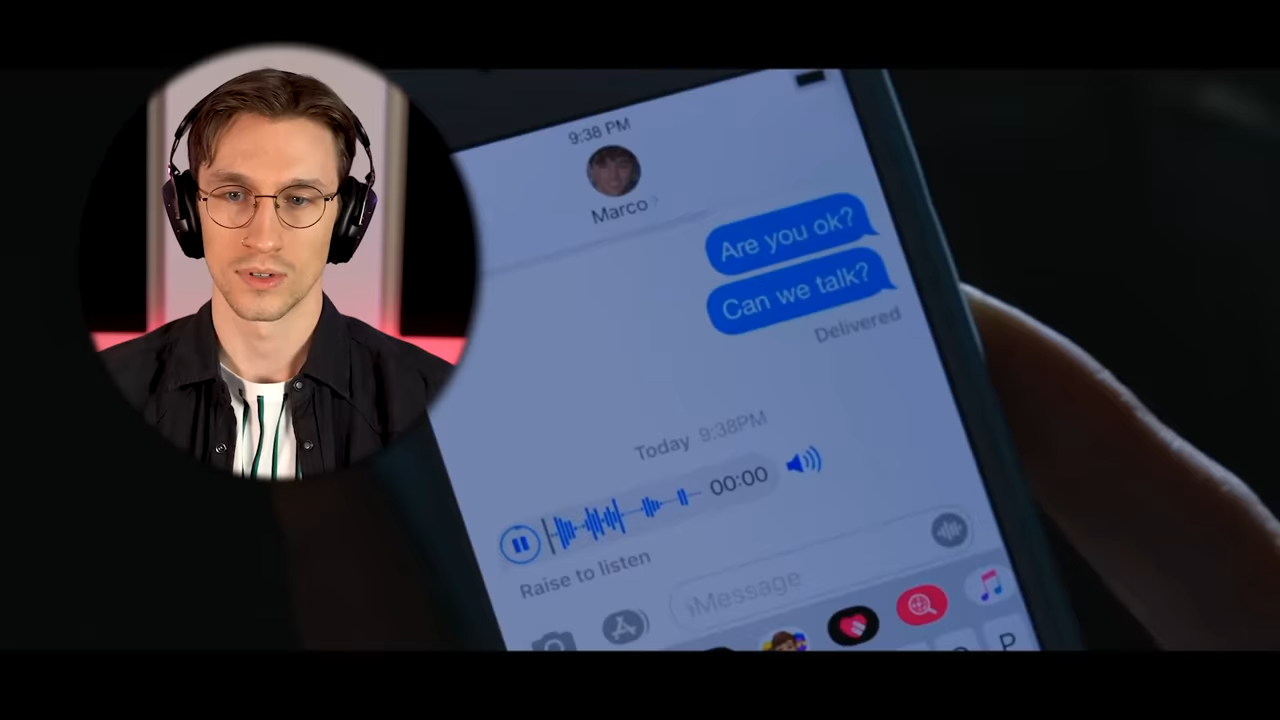 9:38 PM
Marco
Are you ok?
Can we talk?
Delivered
Today 9:38PM
00:00
Raise to listen
iMessage
P